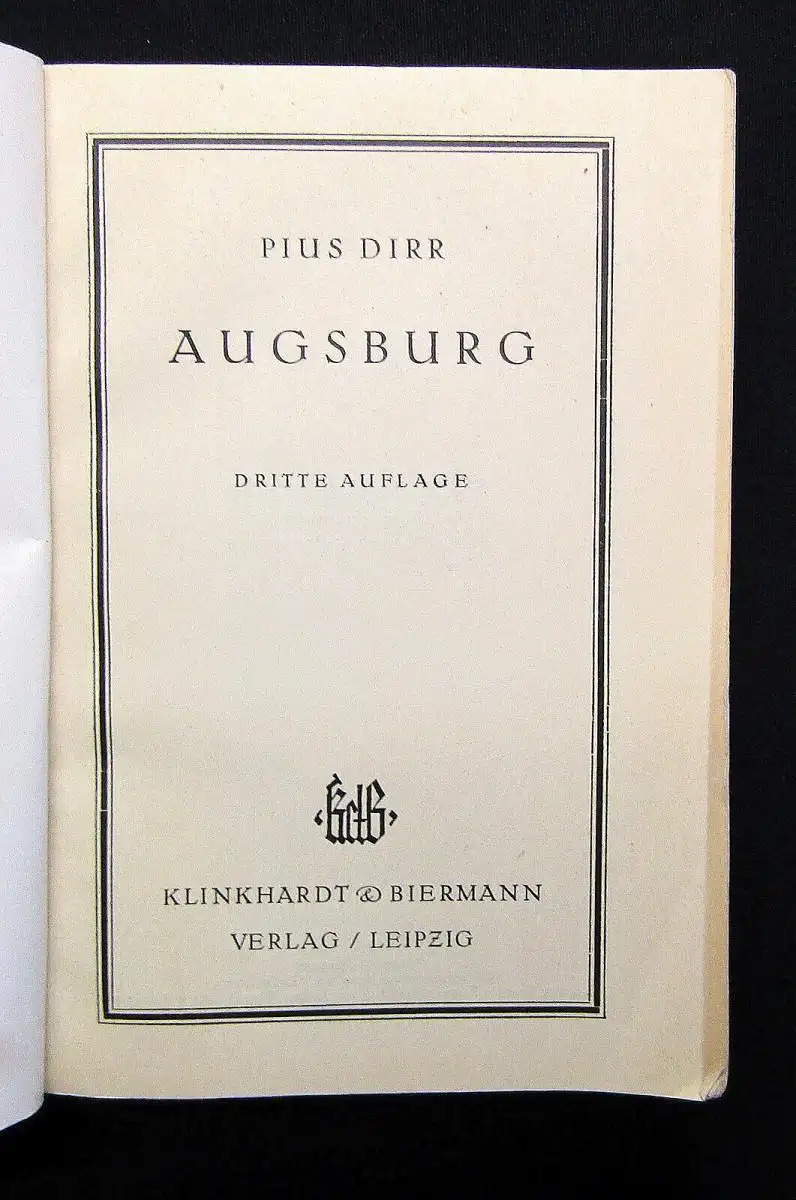 PIUS DIRR
AUGSBURG
DRITTE AUFLAGE
KLINKHARDT & BIERMANN
VERLAG / LEIPZIG